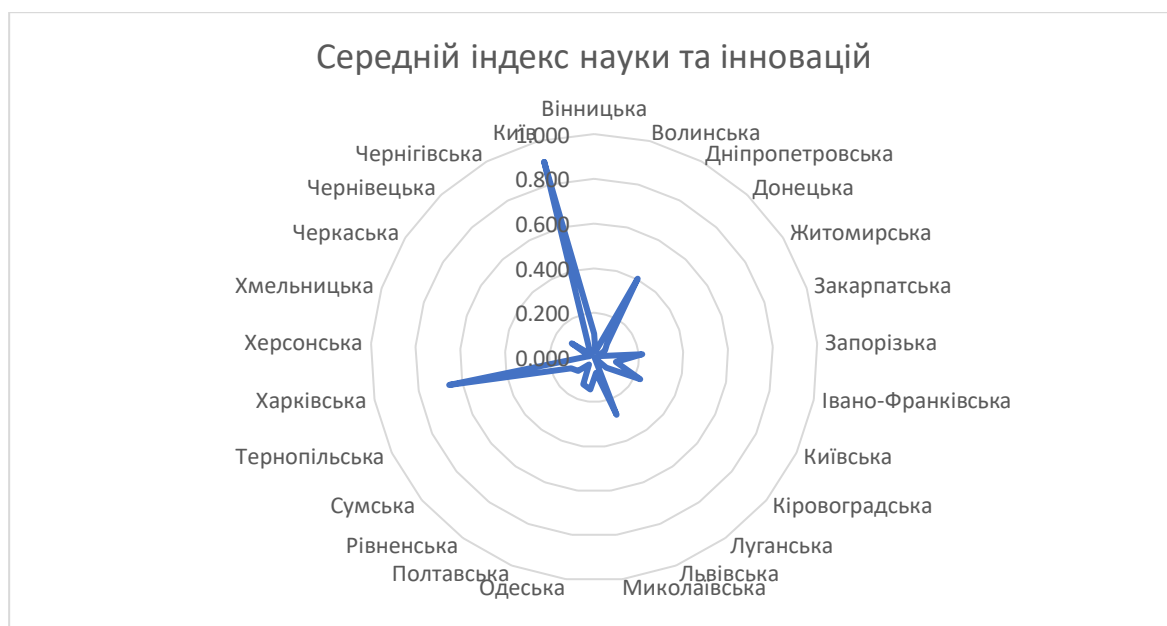 Середній індекс науки та інновацій
Вінницька
Волинська
Дніпропетровська
Донецька
Житомирська
Закарпатська
Запорізька
Івано-Франківська
Київська
Кіровоградська
Луганська
Львівська
Миколаївська
Одеська
Полтавська
Рівненська
Сумська
Тернопільська
Харківська
Херсонська
Хмельницька
Черкаська
Чернівецька
Чернігівська
Київ
1.000
0.800
0.600
0.400
0.200
0.000